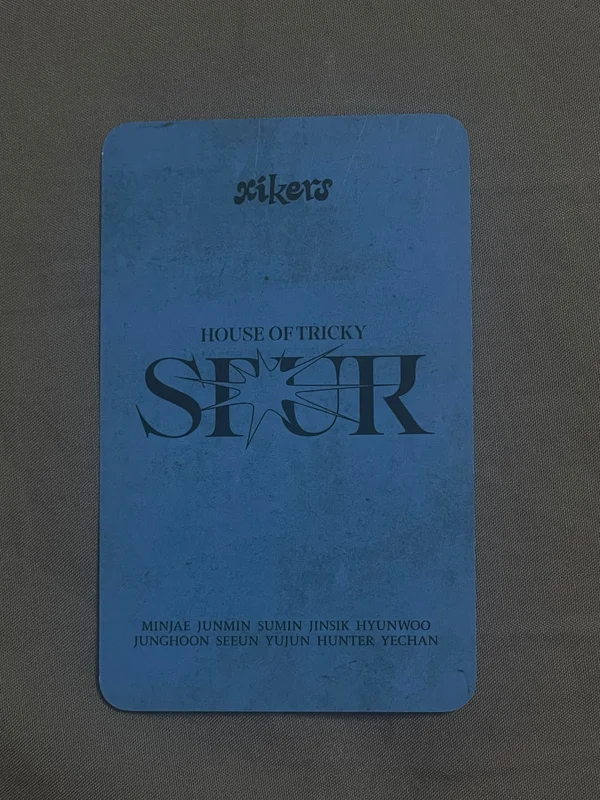 xikers
HOUSE OF TRICKY
SPUR
MINJAE JUNMIN SUMIN JINSIK HYUNWOO
JUNGHOON SEEUN YUJUN HUNTER YECHAN